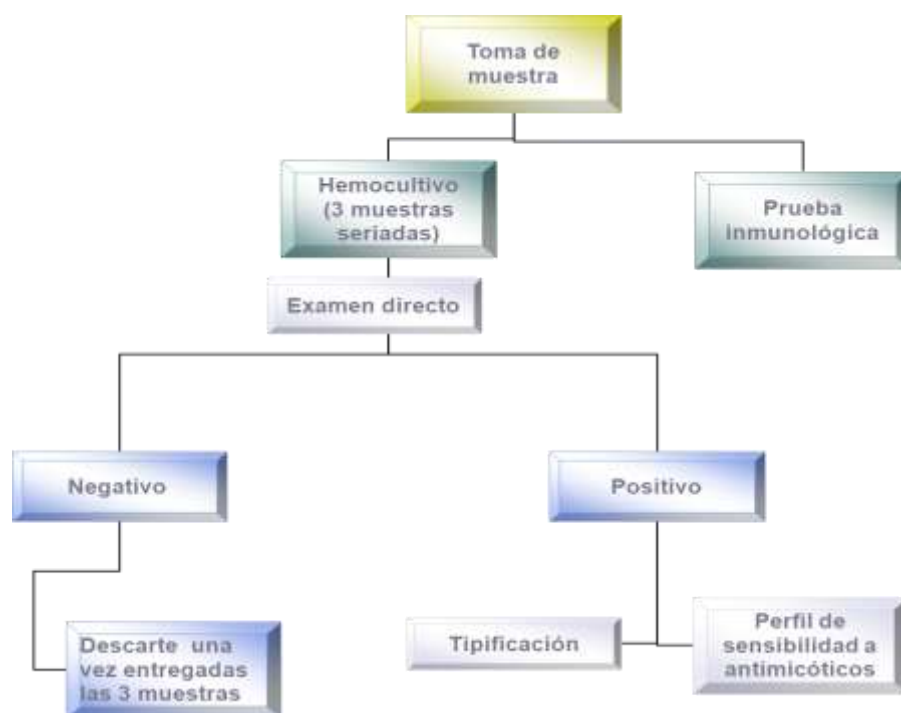 Toma de
muestra
Hemocultivo
(3 muestras
seriadas)
Prueba
inmunológica
Examen directo
Negativo
Positivo
Descarte una
vez entregadas
las 3 muestras
Tipificación
Perfil de
sensibilidad a
antimicóticos